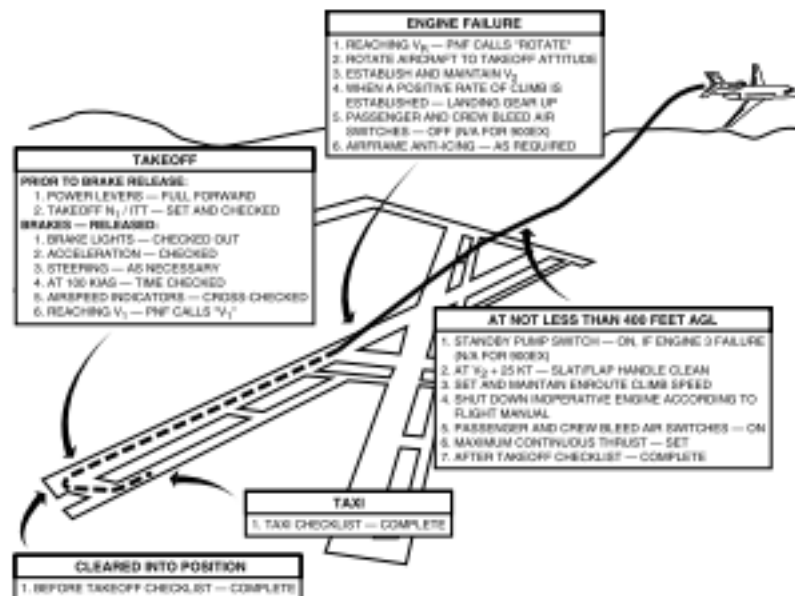 ENGINE FAILURE
1. REACHING VR — PNF CALLS "ROTATE"
2. ROTATE AIRCRAFT TO TAKEOFF ATTITUDE
3. ESTABLISH AND MAINTAIN V2
4. WHEN A POSITIVE RATE OF CLIMB IS
ESTABLISHED — LANDING GEAR UP
5. PASSENGER AND CREW BLEED AIR
SWITCHES — OFF (N/A FOR 900EX)
6. AIRFRAME ANTI-ICING — AS REQUIRED
TAKEOFF
PRIOR TO BRAKE RELEASE:
1. POWER LEVERS — FULL FORWARD
2. TAKEOFF N1 / ITT — SET AND CHECKED
BRAKES — RELEASED:
1. BRAKE LIGHTS — CHECKED OUT
2. ACCELERATION — CHECKED
3. STEERING — AS NECESSARY
4. AT 100 KIAS — TIME CHECKED
5. AIRSPEED INDICATORS — CROSS CHECKED
6. REACHING V1 — PNF CALLS "V1"
AT NOT LESS THAN 400 FEET AGL
1. STANDBY PUMP SWITCH — ON, IF ENGINE 3 FAILURE
(N/A FOR 900EX)
2. AT V2 + 25 KT — SLAT/FLAP HANDLE CLEAN
3. SET AND MAINTAIN ENROUTE CLIMB SPEED
4. SHUT DOWN INOPERATIVE ENGINE ACCORDING TO
FLIGHT MANUAL
5. PASSENGER AND CREW BLEED AIR SWITCHES — ON
6. MAXIMUM CONTINUOUS THRUST — SET
7. AFTER TAKEOFF CHECKLIST — COMPLETE
TAXI
1. TAXI CHECKLIST — COMPLETE
CLEARED INTO POSITION
1. BEFORE TAKEOFF CHECKLIST — COMPLETE